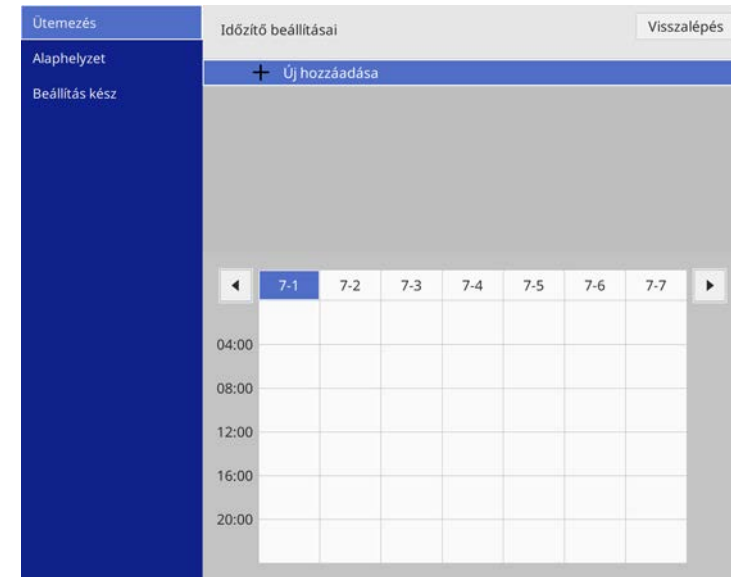 Ütemezés
Alaphelyzet
Beállítás kész
Időzítő beállításai
Visszalépés
Új hozzáadása
7-1 7-2 7-3 7-4 7-5 7-6 7-7
04:00
08:00
12:00
16:00
20:00